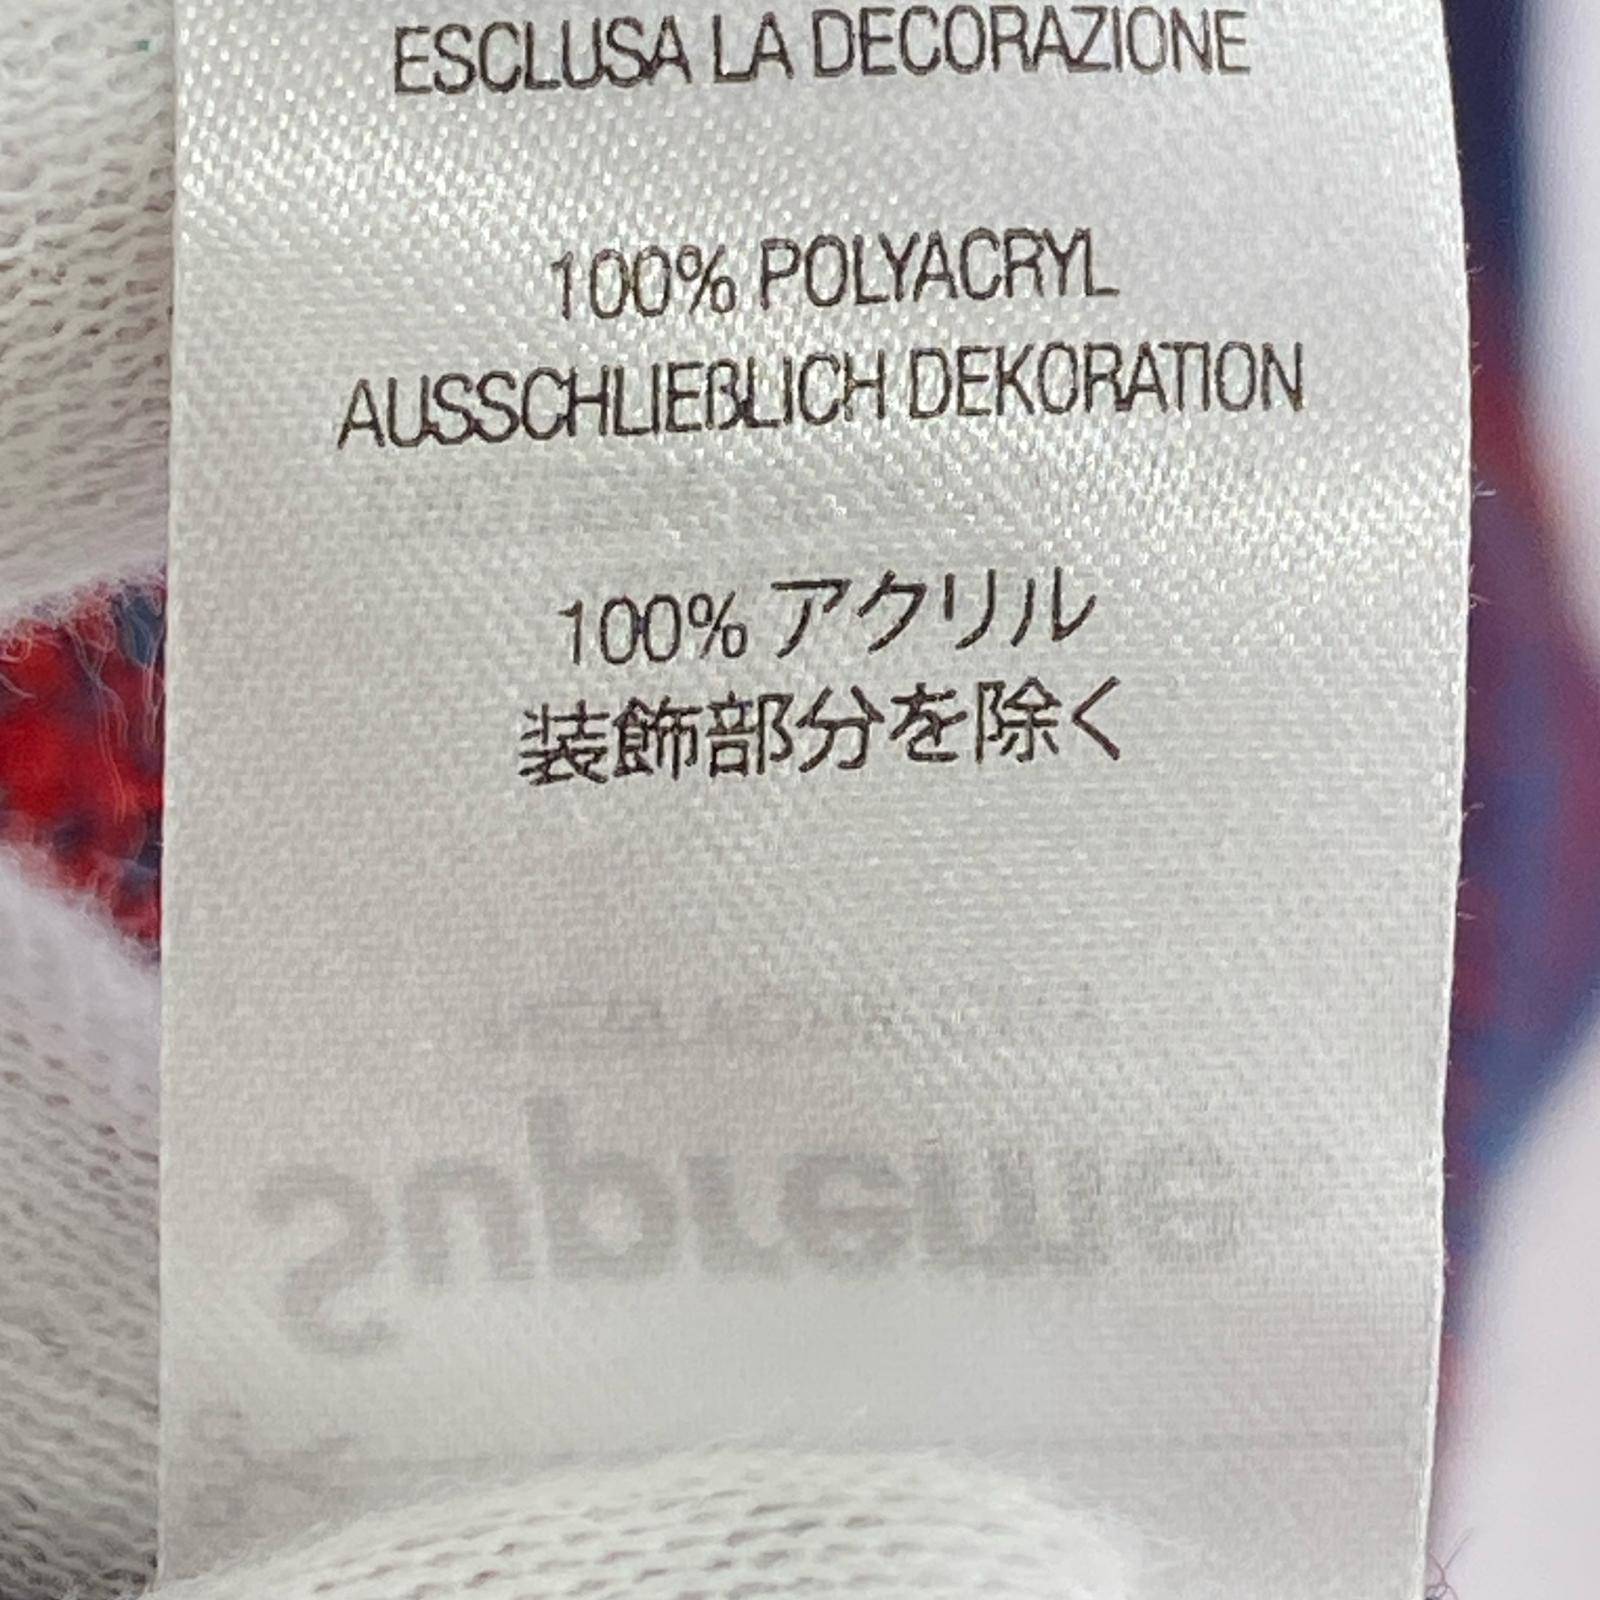 ESCLUSA LA DECORAZIONE
100% POLYACRYL
AUSSCHLIEßLICH DEKORATION
100% アクリル
装飾部分を除く